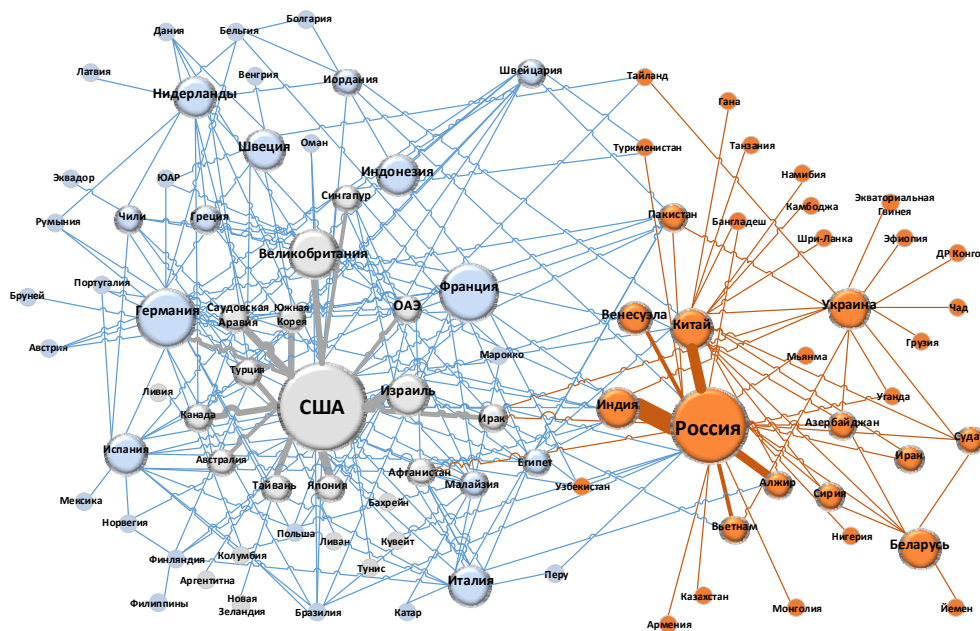 Болгария
Дания
Бельгия
Латвия
Венгрия
Иордания
Швейцария
Тайланд
Нидерланды
Гана
Швеция
Оман
Туркменистан
Танзания
Эквадор
ЮАР
Индонезия
Намибия
Сингапур
Румыния
Чили
Греция
Пакистан
Бангладеш
Камбоджа
Экваториальная
Гвинея
Шри-Ланка
Эфиопия
Великобритания
ДР Конго
Португалия
Бруней
Франция
Германия
Саудовская
Аравия
Южная
Корея
ОАЭ
Венесуэла
Китай
Украина
Чад
Австрия
Грузия
Марокко
Мьянма
Турция
Ливия
Израиль
США
Канада
Ирак
Индия
Россия
Уганда
Азербайджан
Суда
Испания
Австралия
Афганистан
Египет
Иран
Тайвань
Япония
Малайзия
Узбекистан
Алжир
Сирия
Мексика
Бахрейн
Норвегия
Польша
Ливан
Кувейт
Вьетнам
Нигерия
Беларусь
Финляндия
Колумбия
Тунис
Аргентитна
Италия
Перу
Филиппины
Новая
Зеландия
Бразилия
Катар
Казахстан
Монголия
Йемен
Армения